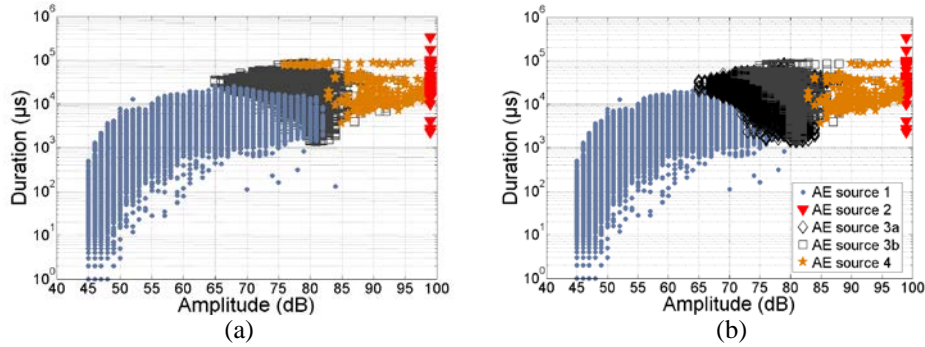 10⁶
10⁵
10⁴
10³
10²
10¹
10⁰
Duration (µs)
40 45 50 55 60 65 70 75 80 85 90 95 100
Amplitude (dB)
(a)
10⁶
10⁵
10⁴
10³
10²
10¹
10⁰
Duration (µs)
AE source 1
AE source 2
AE source 3a
AE source 3b
AE source 4
40 45 50 55 60 65 70 75 80 85 90 95 100
Amplitude (dB)
(b)